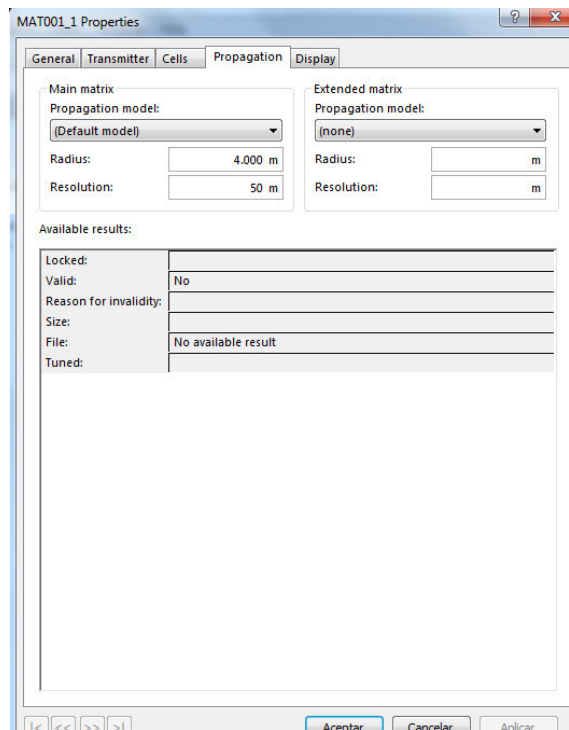 MAT001_1 Properties
? X
General Transmitter Cells Propagation Display
Main matrix
Propagation model:
(Default model)
Radius: 4.000 m
Resolution: 50 m
Extended matrix
Propagation model:
(none)
Radius: m
Resolution: m
Available results:
Locked:
Valid: No
Reason for invalidity:
Size:
File: No available result
Tuned:
|< << >> >|
Aceptar Cancelar Aplicar